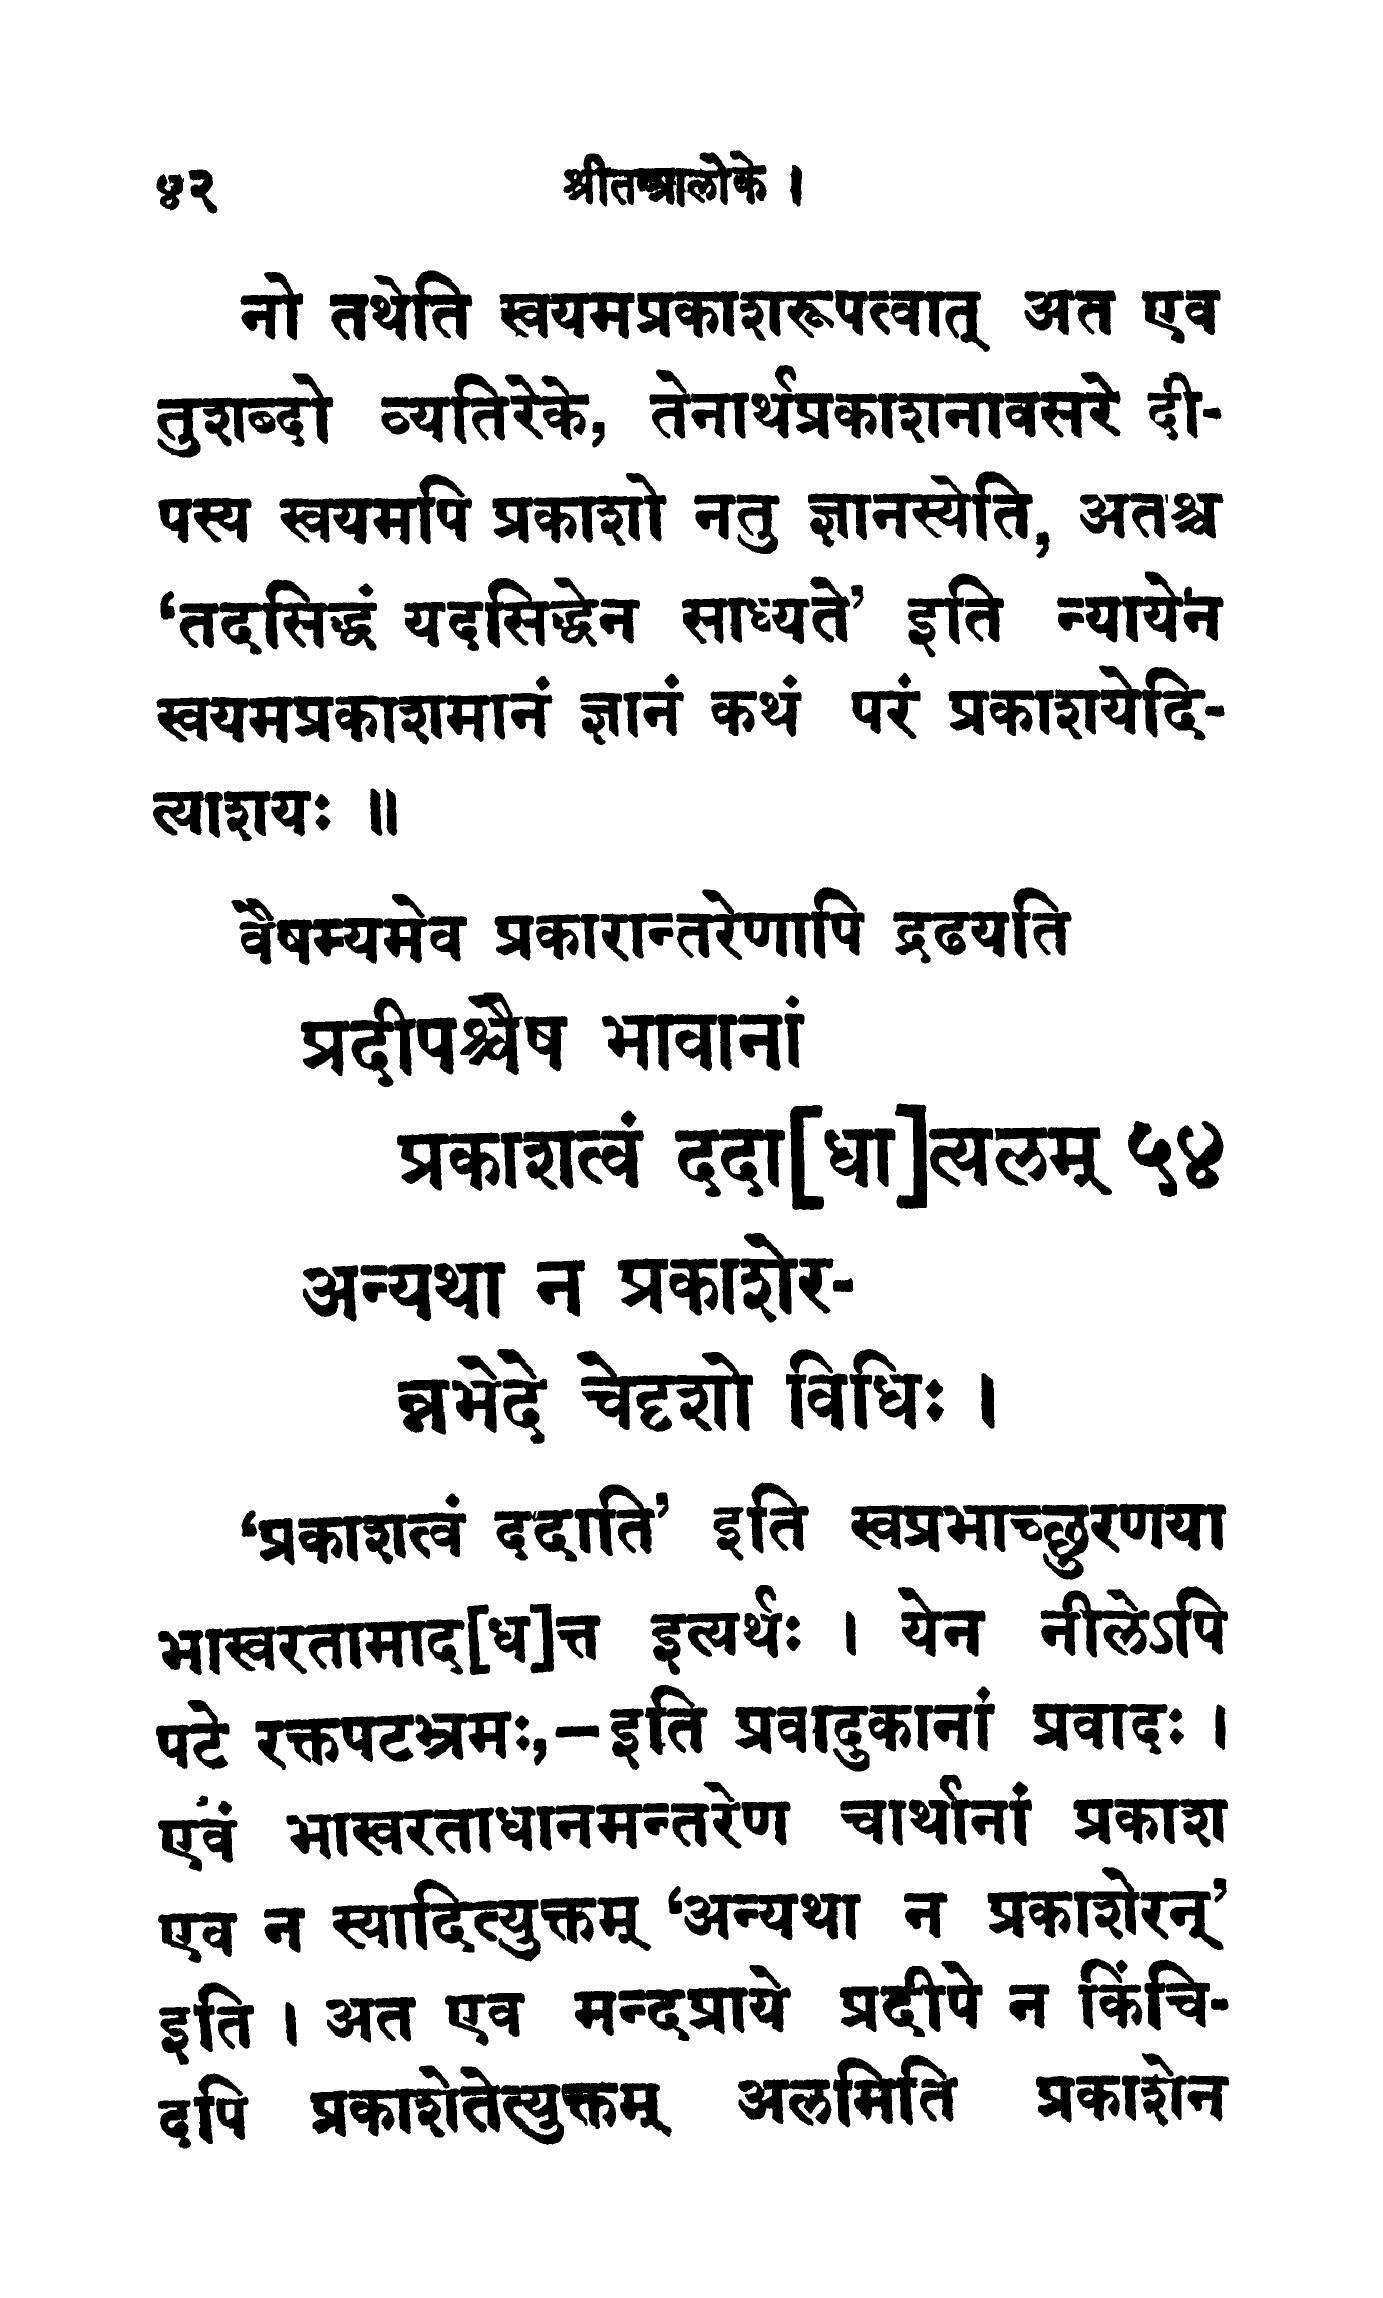 ४२ श्रीतन्त्रालोके ।
नो तथेति स्वयमप्रकाशरूपत्वात् अत एव
तुशब्दो व्यतिरेके, तेनार्थप्रकाशनावसरे दी-
पस्य स्वयमपि प्रकाशो नतु ज्ञानस्येति, अतश्च
‘तदसिद्धं यदसिद्धेन साध्यते’ इति न्यायेन
स्वयमप्रकाशमानं ज्ञानं कथं परं प्रकाशयेदि-
त्याशयः ॥
वैषम्यमेव प्रकारान्तरेणापि द्रढयति
प्रदीपश्चैष भावानां
प्रकाशत्वं ददा[धा]त्यलम् ५४
अन्यथा न प्रकाशेर-
न्नभेदे चेदृशो विधिः ।
‘प्रकाशत्वं ददाति’ इति स्वप्रभाच्छुरणया
भास्वरतामाद[ध]त्त इत्यर्थः । येन नीलेऽपि
पटे रक्तपटभ्रमः,—इति प्रवादुकानां प्रवादः ।
एवं भास्वरताधानमन्तरेण चार्थानां प्रकाश
एव न स्यादित्युक्तम् ‘अन्यथा न प्रकाशेरन्’
इति । अत एव मन्दप्राये प्रदीपे न किंचि-
दपि प्रकाशेतेत्युक्तम् अलमिति प्रकाशेन